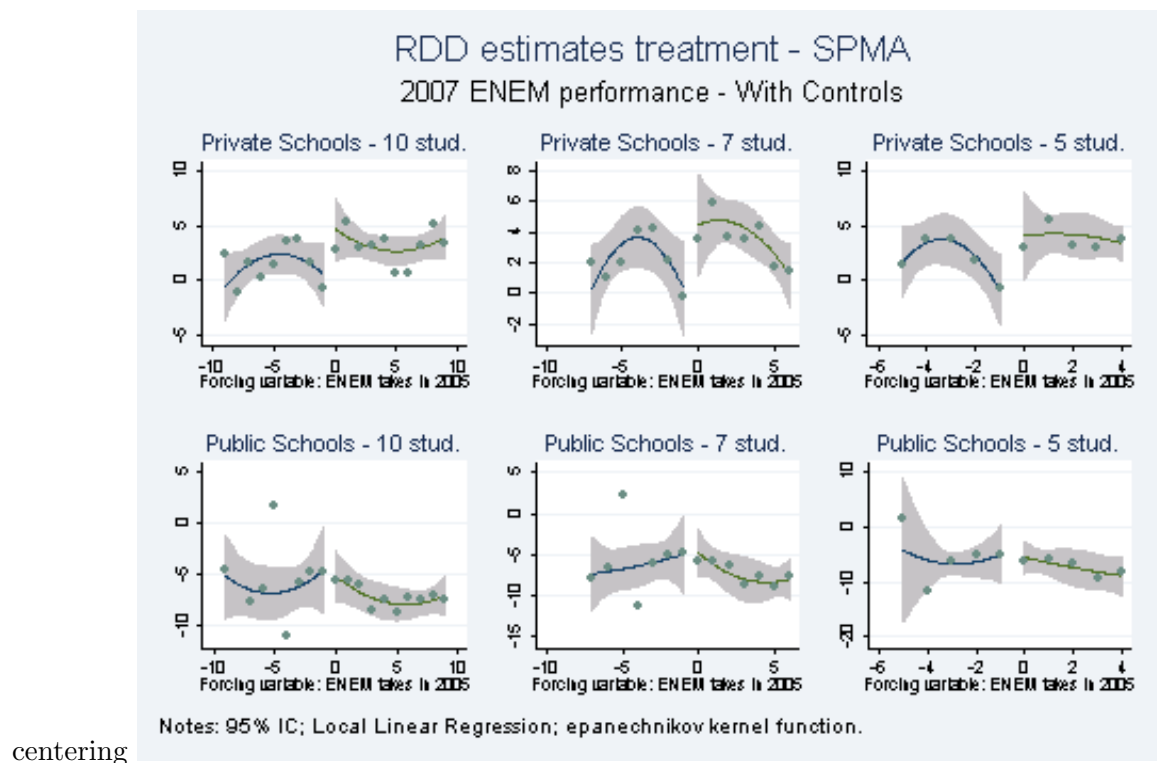 RDD estimates treatment - SPMA
2007 ENEM performance - With Controls
Private Schools - 10 stud. Private Schools - 7 stud. Private Schools - 5 stud.
10 5 0 -5
-10 -5 0 5 10
Forcing variable: ENEM takes in 2005
8 6 4 2 0 -2
-10 -5 0 5
Forcing variable: ENEM takes in 2005
10 5 0 -5
-6 -4 -2 0 2 4
Forcing variable: ENEM takes in 2005
Public Schools - 10 stud. Public Schools - 7 stud. Public Schools - 5 stud.
5 0 -5 -10
-10 -5 0 5 10
Forcing variable: ENEM takes in 2005
5 0 -5 -10 -15
-10 -5 0 5
Forcing variable: ENEM takes in 2005
10 0 -10 -20
-6 -4 -2 0 2 4
Forcing variable: ENEM takes in 2005
Notes: 95% IC; Local Linear Regression; epanechnikov kernel function.
centering